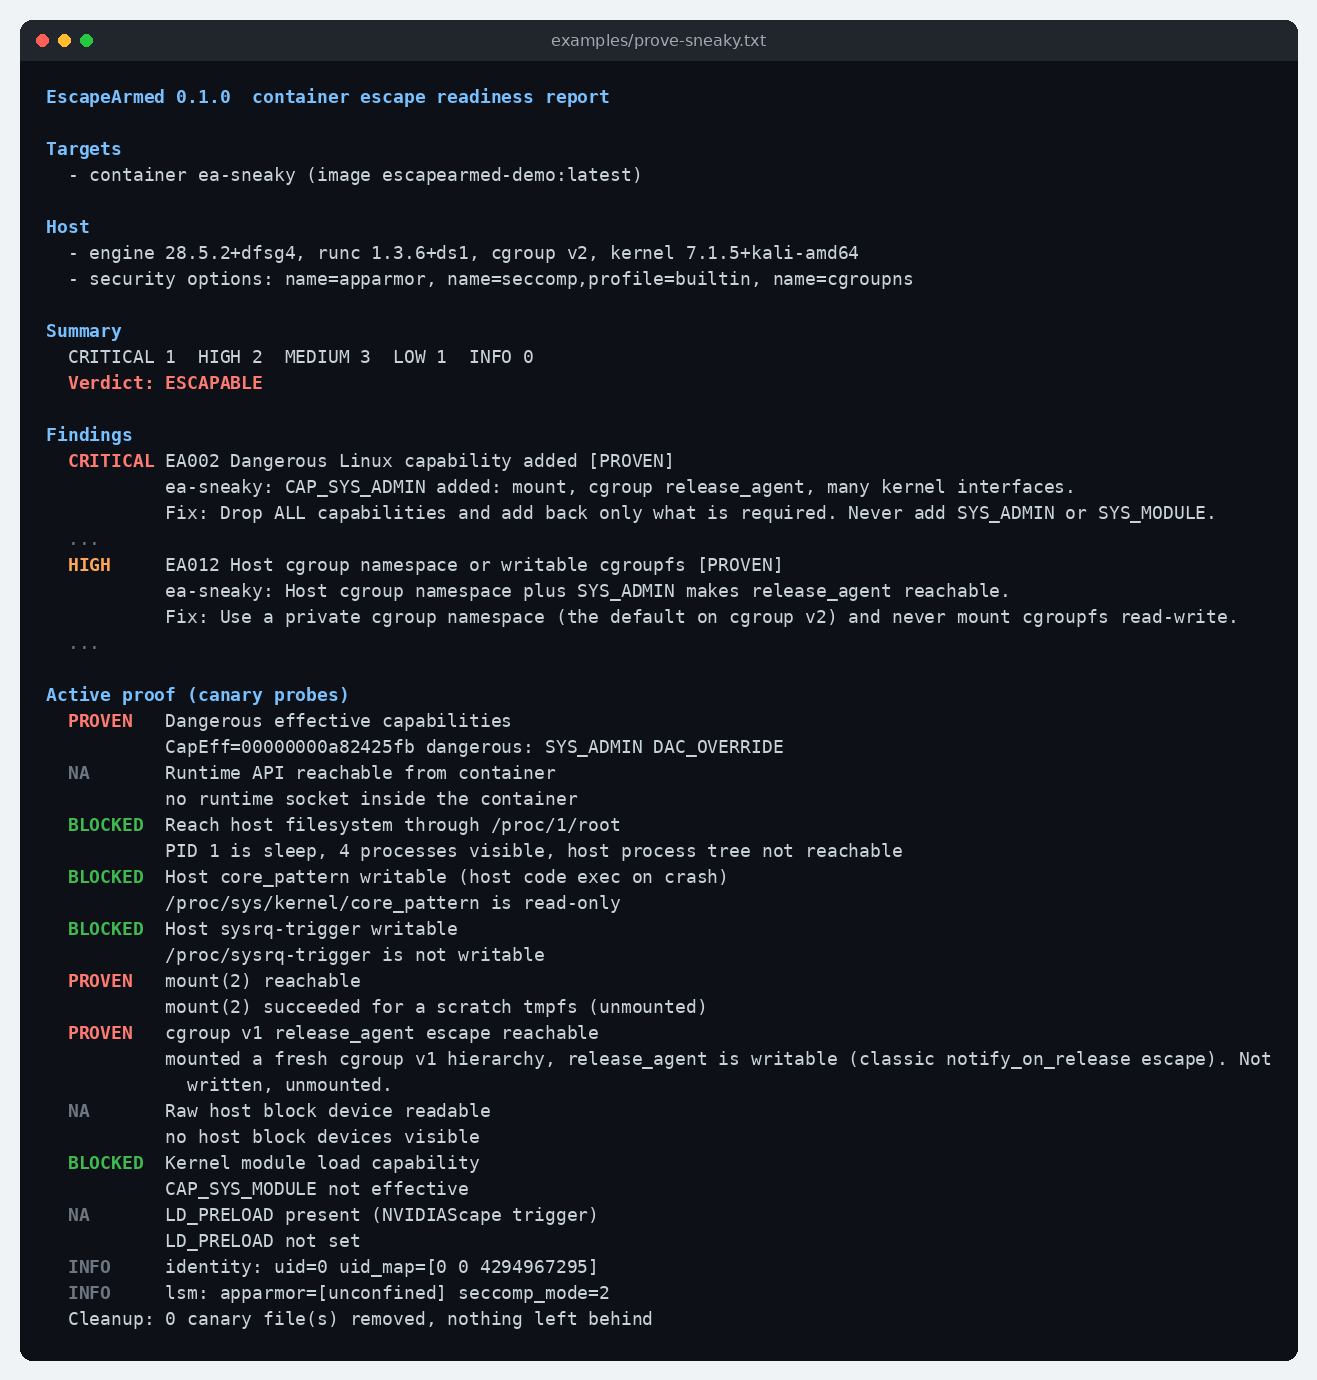 examples/prove-sneaky.txt
EscapeArmed 0.1.0  container escape readiness report
Targets
- container ea-sneaky (image escapearmed-demo:latest)
Host
- engine 28.5.2+dfsg4, runc 1.3.6+ds1, cgroup v2, kernel 7.1.5+kali-amd64
- security options: name=apparmor, name=seccomp,profile=builtin, name=cgroupns
Summary
CRITICAL 1  HIGH 2  MEDIUM 3  LOW 1  INFO 0
Verdict: ESCAPABLE
Findings
CRITICAL EA002 Dangerous Linux capability added [PROVEN]
ea-sneaky: CAP_SYS_ADMIN added: mount, cgroup release_agent, many kernel interfaces.
Fix: Drop ALL capabilities and add back only what is required. Never add SYS_ADMIN or SYS_MODULE.
...
HIGH     EA012 Host cgroup namespace or writable cgroupfs [PROVEN]
ea-sneaky: Host cgroup namespace plus SYS_ADMIN makes release_agent reachable.
Fix: Use a private cgroup namespace (the default on cgroup v2) and never mount cgroupfs read-write.
...
Active proof (canary probes)
PROVEN   Dangerous effective capabilities
CapEff=00000000a82425fb dangerous: SYS_ADMIN DAC_OVERRIDE
NA       Runtime API reachable from container
no runtime socket inside the container
BLOCKED  Reach host filesystem through /proc/1/root
PID 1 is sleep, 4 processes visible, host process tree not reachable
BLOCKED  Host core_pattern writable (host code exec on crash)
/proc/sys/kernel/core_pattern is read-only
BLOCKED  Host sysrq-trigger writable
/proc/sysrq-trigger is not writable
PROVEN   mount(2) reachable
mount(2) succeeded for a scratch tmpfs (unmounted)
PROVEN   cgroup v1 release_agent escape reachable
mounted a fresh cgroup v1 hierarchy, release_agent is writable (classic notify_on_release escape). Not
written, unmounted.
NA       Raw host block device readable
no host block devices visible
BLOCKED  Kernel module load capability
CAP_SYS_MODULE not effective
NA       LD_PRELOAD present (NVIDIAScape trigger)
LD_PRELOAD not set
INFO     identity: uid=0 uid_map=[0 0 4294967295]
INFO     lsm: apparmor=[unconfined] seccomp_mode=2
Cleanup: 0 canary file(s) removed, nothing left behind